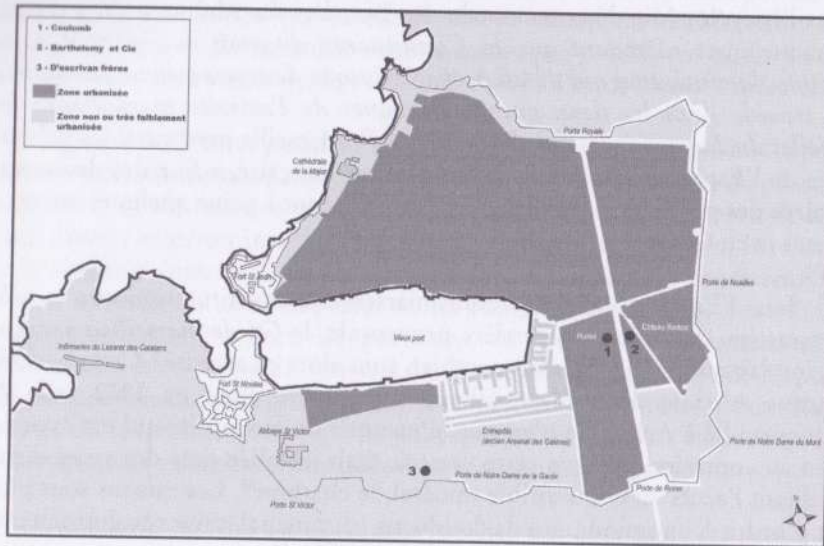 1 - Coulomb
2 - Barthelemy et Cie
3 - D'escrivan frères
Zone urbanisée
Zone non ou très faiblement
urbanisée
Porte Royale
Cathédrale
de la Major
Fort St Jean
Porte de Noailles
Infirmeries du Lazaret des Catalans
Vieux port
1
2
Fort St Nicolas
Abbaye St Victor
Entrepôts
(ancien Arsenal des Galères)
Porte de Notre Dame du Mont
3
Porte de Notre Dame de la Garde
Porte de Rome
Porte St Victor